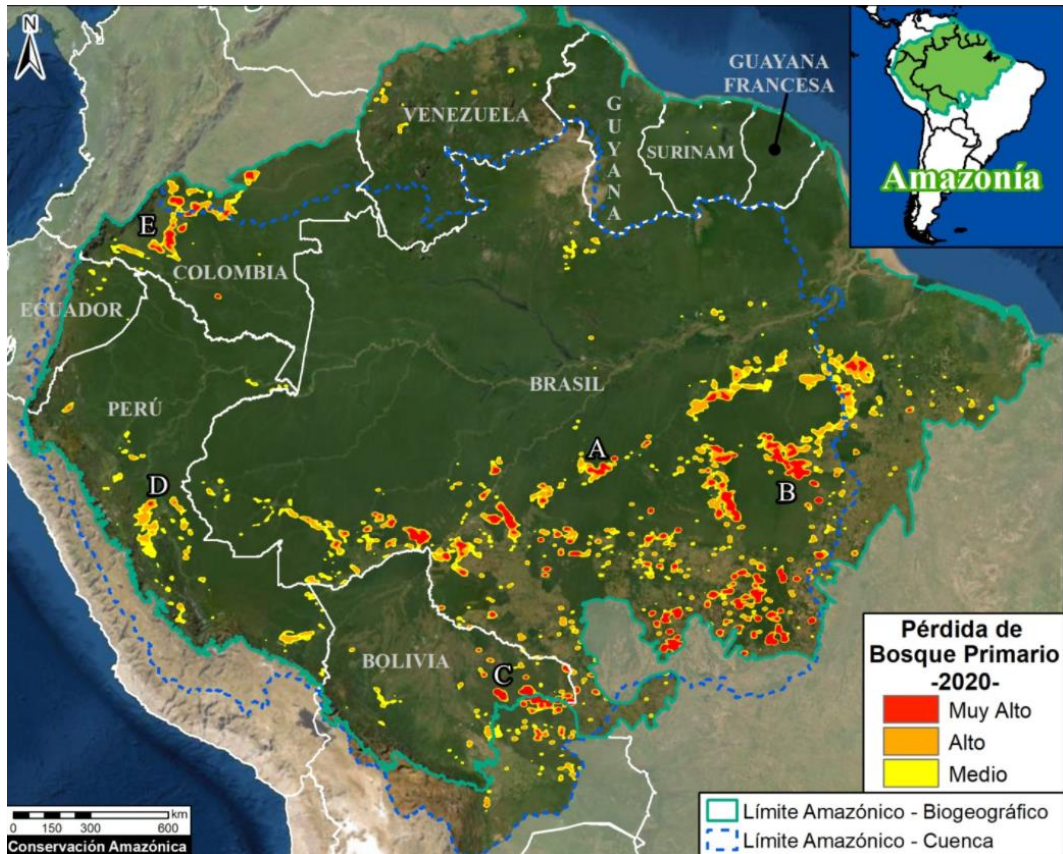 N
VENEZUELA
GUYANA
SURINAM
GUAYANA
FRANCESA
Amazonía
E
COLOMBIA
ECUADOR
PERÚ
BRASIL
A
B
D
BOLIVIA
C
Pérdida de
Bosque Primario
-2020-
Muy Alto
Alto
Medio
Límite Amazónico - Biogeográfico
Límite Amazónico - Cuenca
km
0 150 300 600
Conservación Amazónica